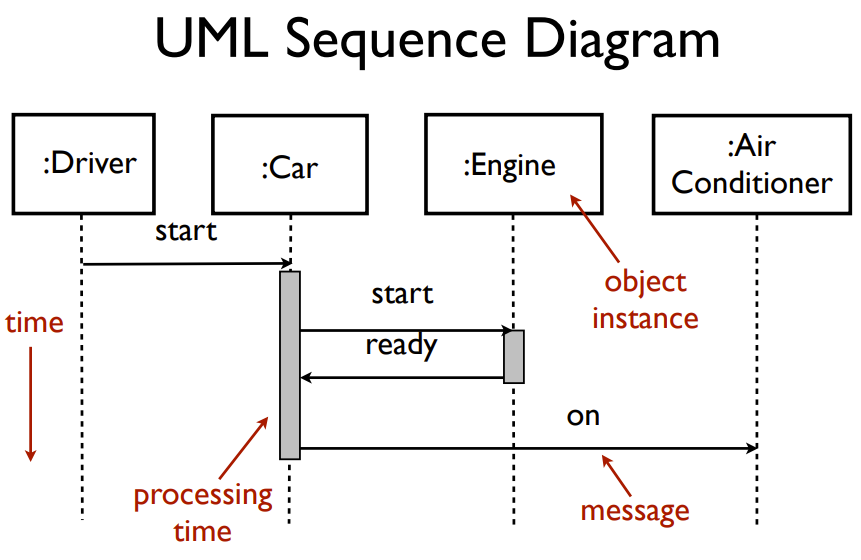 UML Sequence Diagram
:Driver
:Car
:Engine
:Air
Conditioner
start
start
object
instance
time
ready
on
processing
time
message